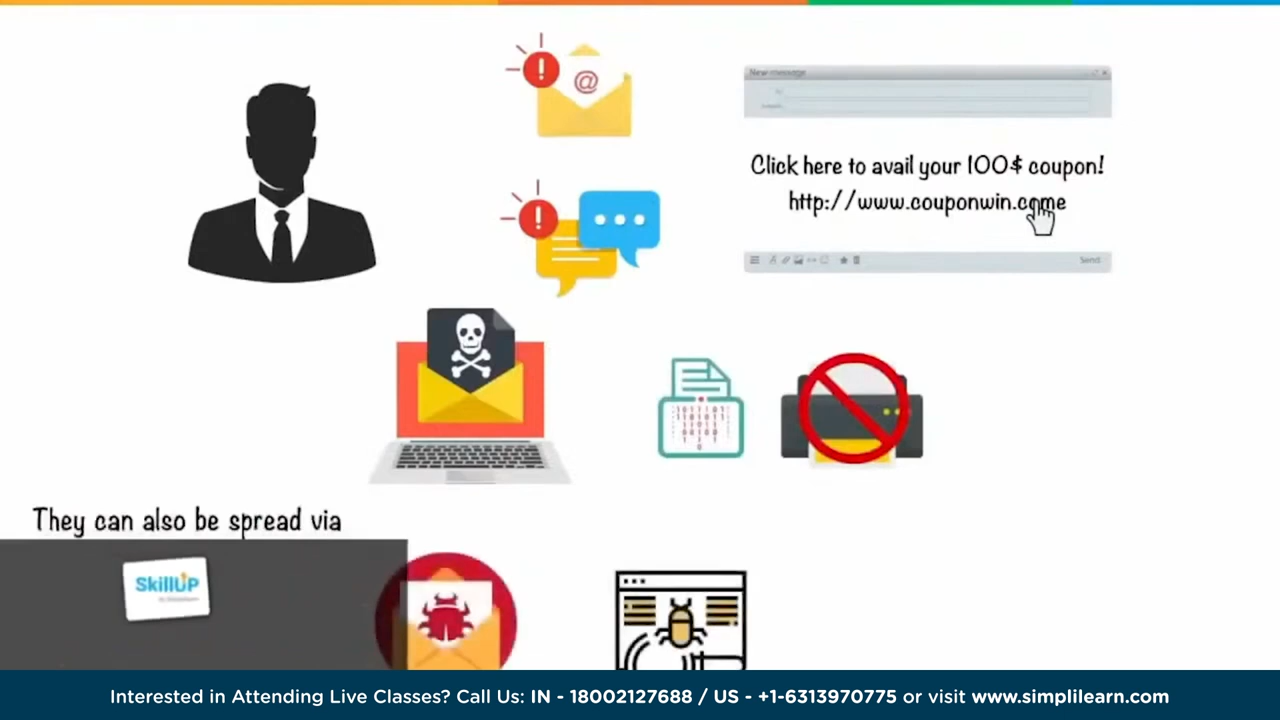 New message
Click here to avail your 100$ coupon!
http://www.couponwin.come
Send
They can also be spread via
SkillUP
Interested in Attending Live Classes? Call Us: IN - 18002127688 / US - +1-6313970775 or visit www.simplilearn.com